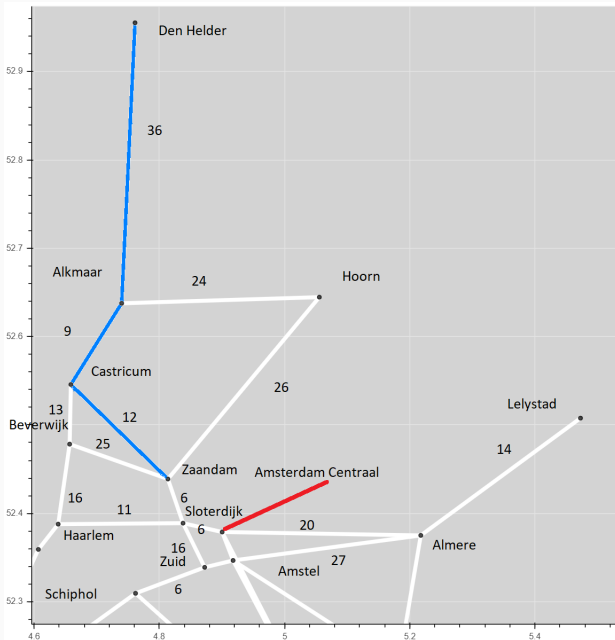 52.9
52.8
52.7
52.6
52.4
52.3
4.6
4.8
5
5.2
5.4
Den Helder
36
Alkmaar
24
Hoorn
9
Castricum
26
13
12
Beverwijk
25
Lelystad
14
Zaandam
Amsterdam Centraal
16
6
11
Sloterdijk
6
20
Haarlem
16
Zuid
27
Almere
Amstel
Schiphol
6